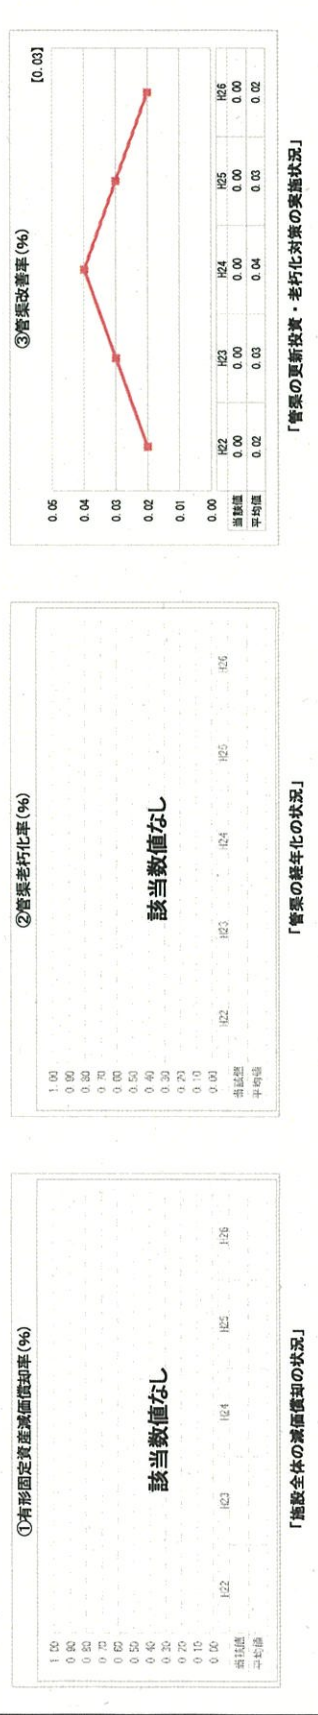 ①有形固定資産減価償却率(%)
1.00
0.90
0.80
0.70
0.60
0.50
0.40
0.30
0.20
0.10
0.00
該当数値なし
H22 H23 H24 H25 H26
当該値
平均値
「施設全体の減価償却の状況」
②管渠老朽化率(%)
1.00
0.90
0.80
0.70
0.60
0.50
0.40
0.30
0.20
0.10
0.00
該当数値なし
H22 H23 H24 H25 H26
当該値
平均値
「管渠の経年化の状況」
③管渠改善率(%)
[0.03]
0.05
0.04
0.03
0.02
0.01
0.00
H22 H23 H24 H25 H26
当該値 0.00 0.00 0.00 0.00 0.00
平均値 0.02 0.03 0.04 0.03 0.02
「管渠の更新投資・老朽化対策の実施状況」